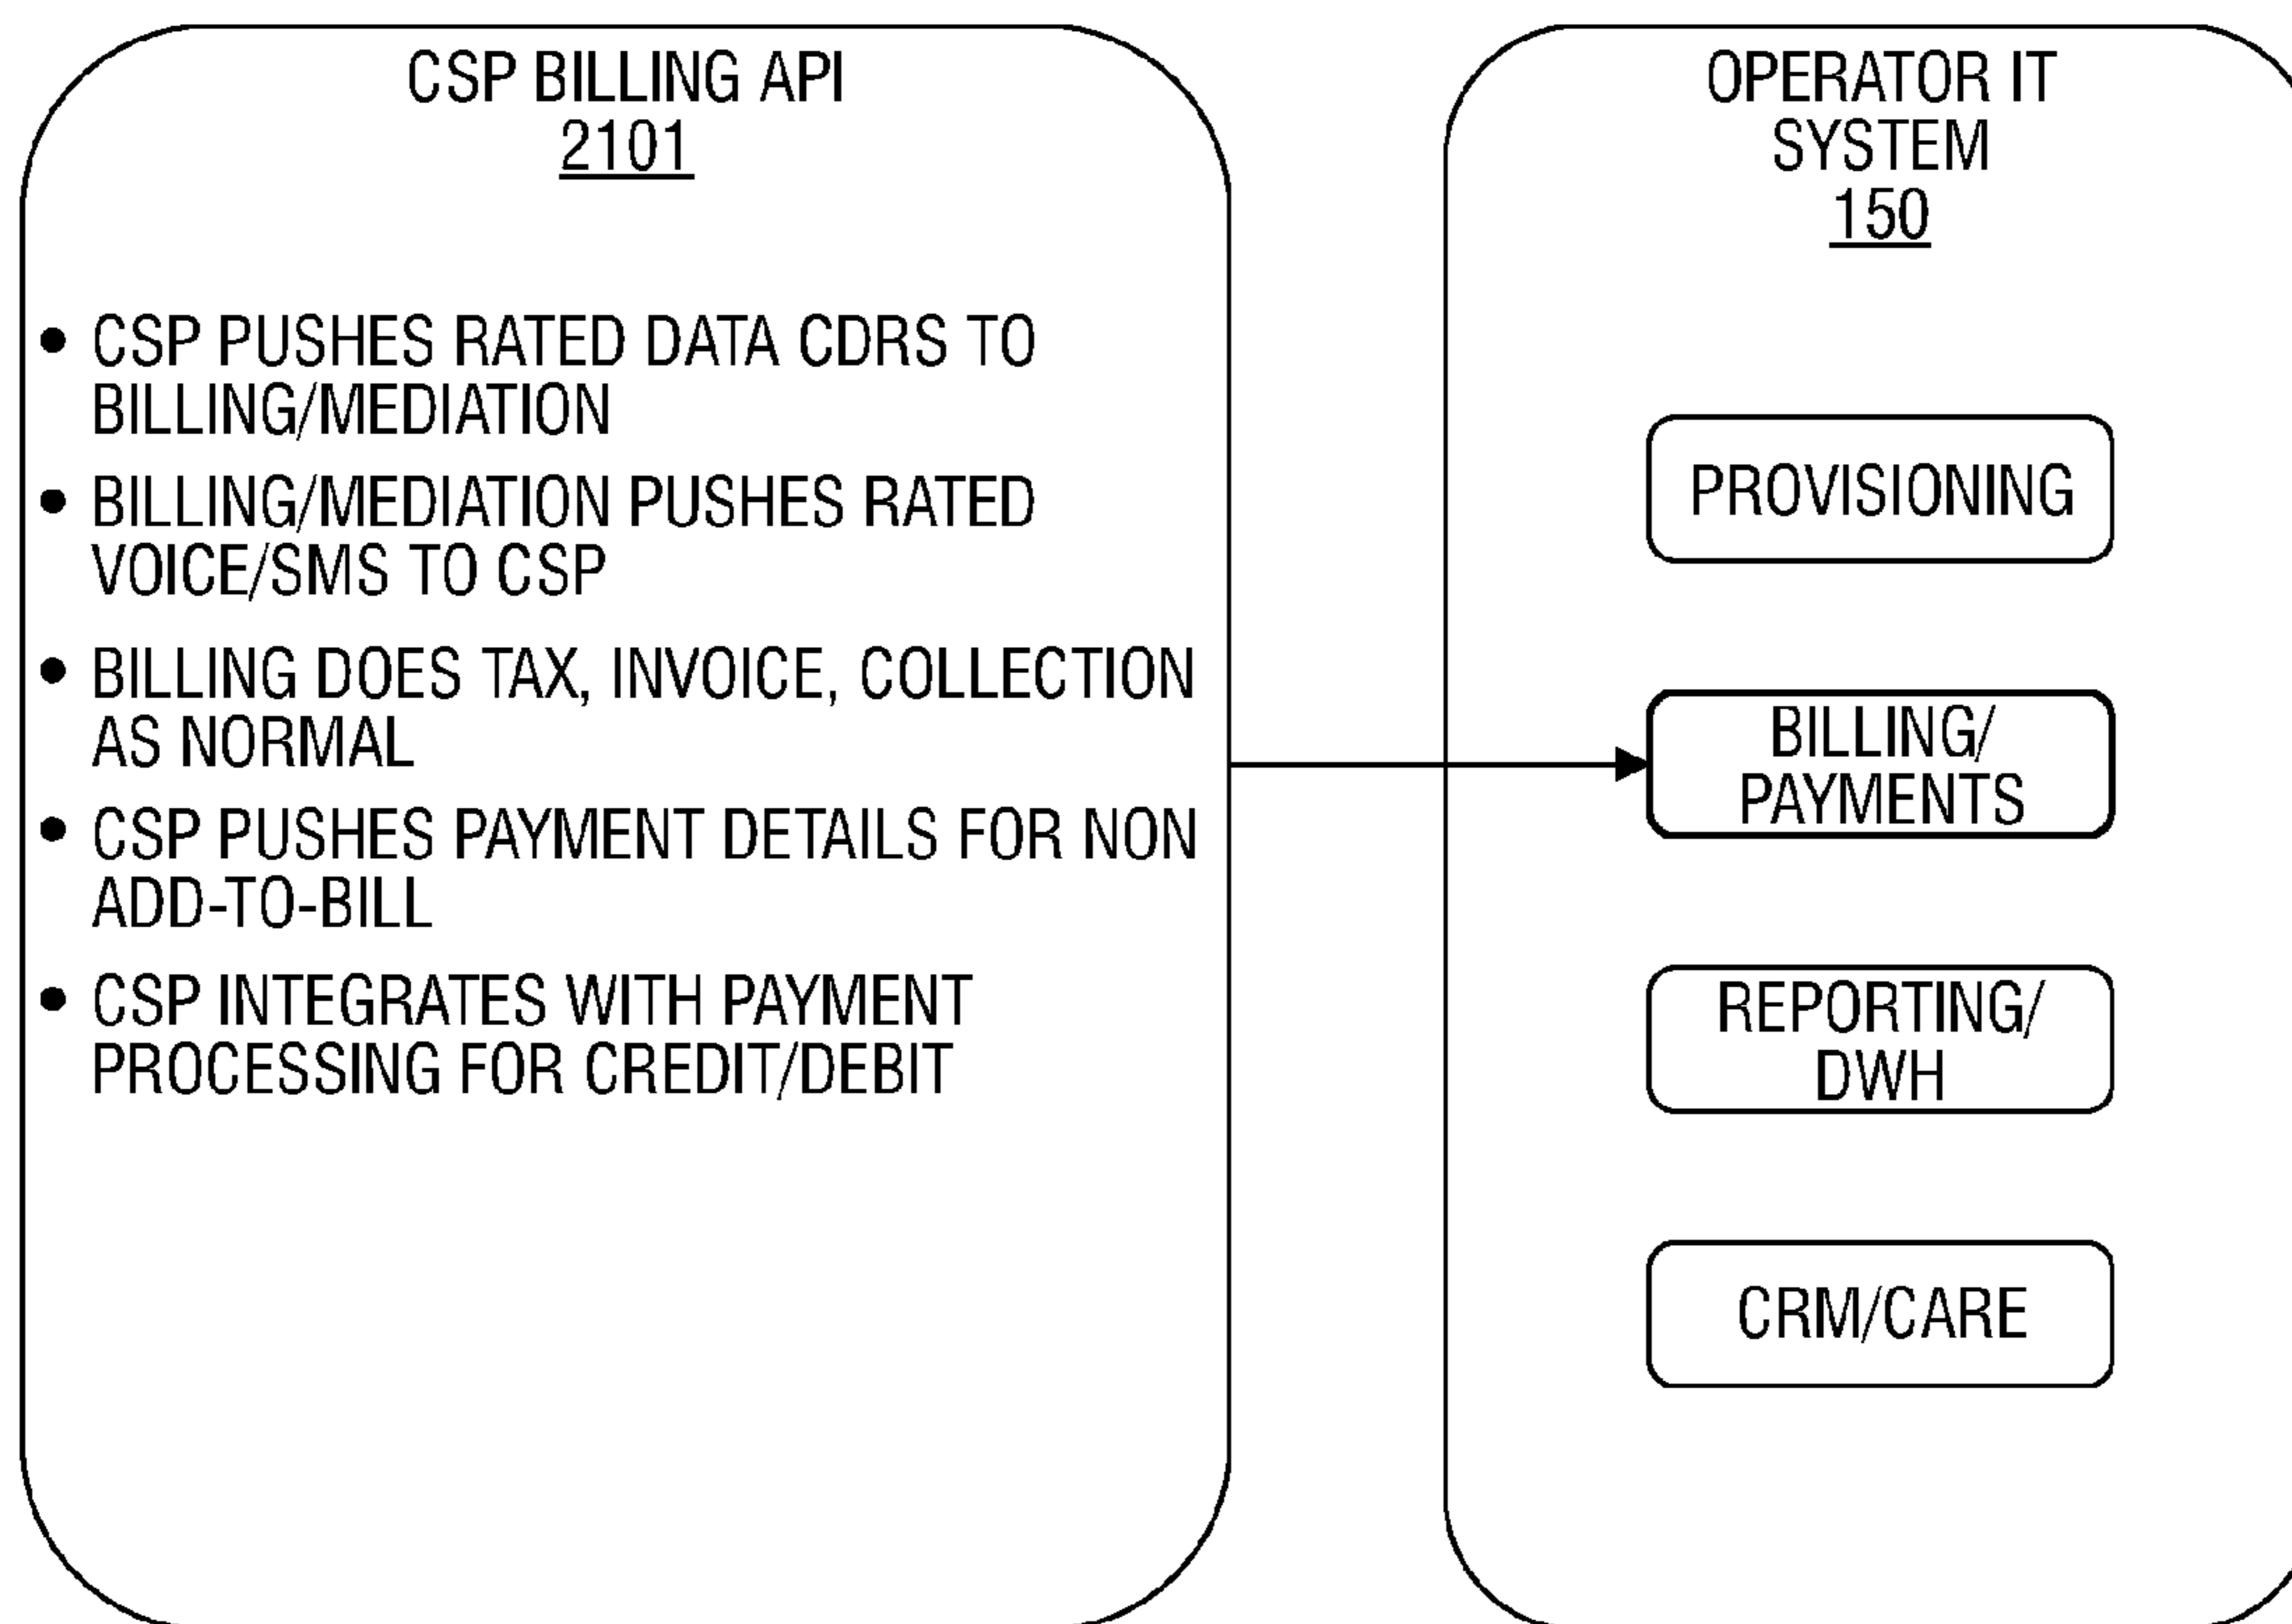 CSP BILLING API
2101
• CSP PUSHES RATED DATA CDRS TO
BILLING/MEDIATION
• BILLING/MEDIATION PUSHES RATED
VOICE/SMS TO CSP
• BILLING DOES TAX, INVOICE, COLLECTION
AS NORMAL
• CSP PUSHES PAYMENT DETAILS FOR NON
ADD-TO-BILL
• CSP INTEGRATES WITH PAYMENT
PROCESSING FOR CREDIT/DEBIT
OPERATOR IT
SYSTEM
150
PROVISIONING
BILLING/
PAYMENTS
REPORTING/
DWH
CRM/CARE